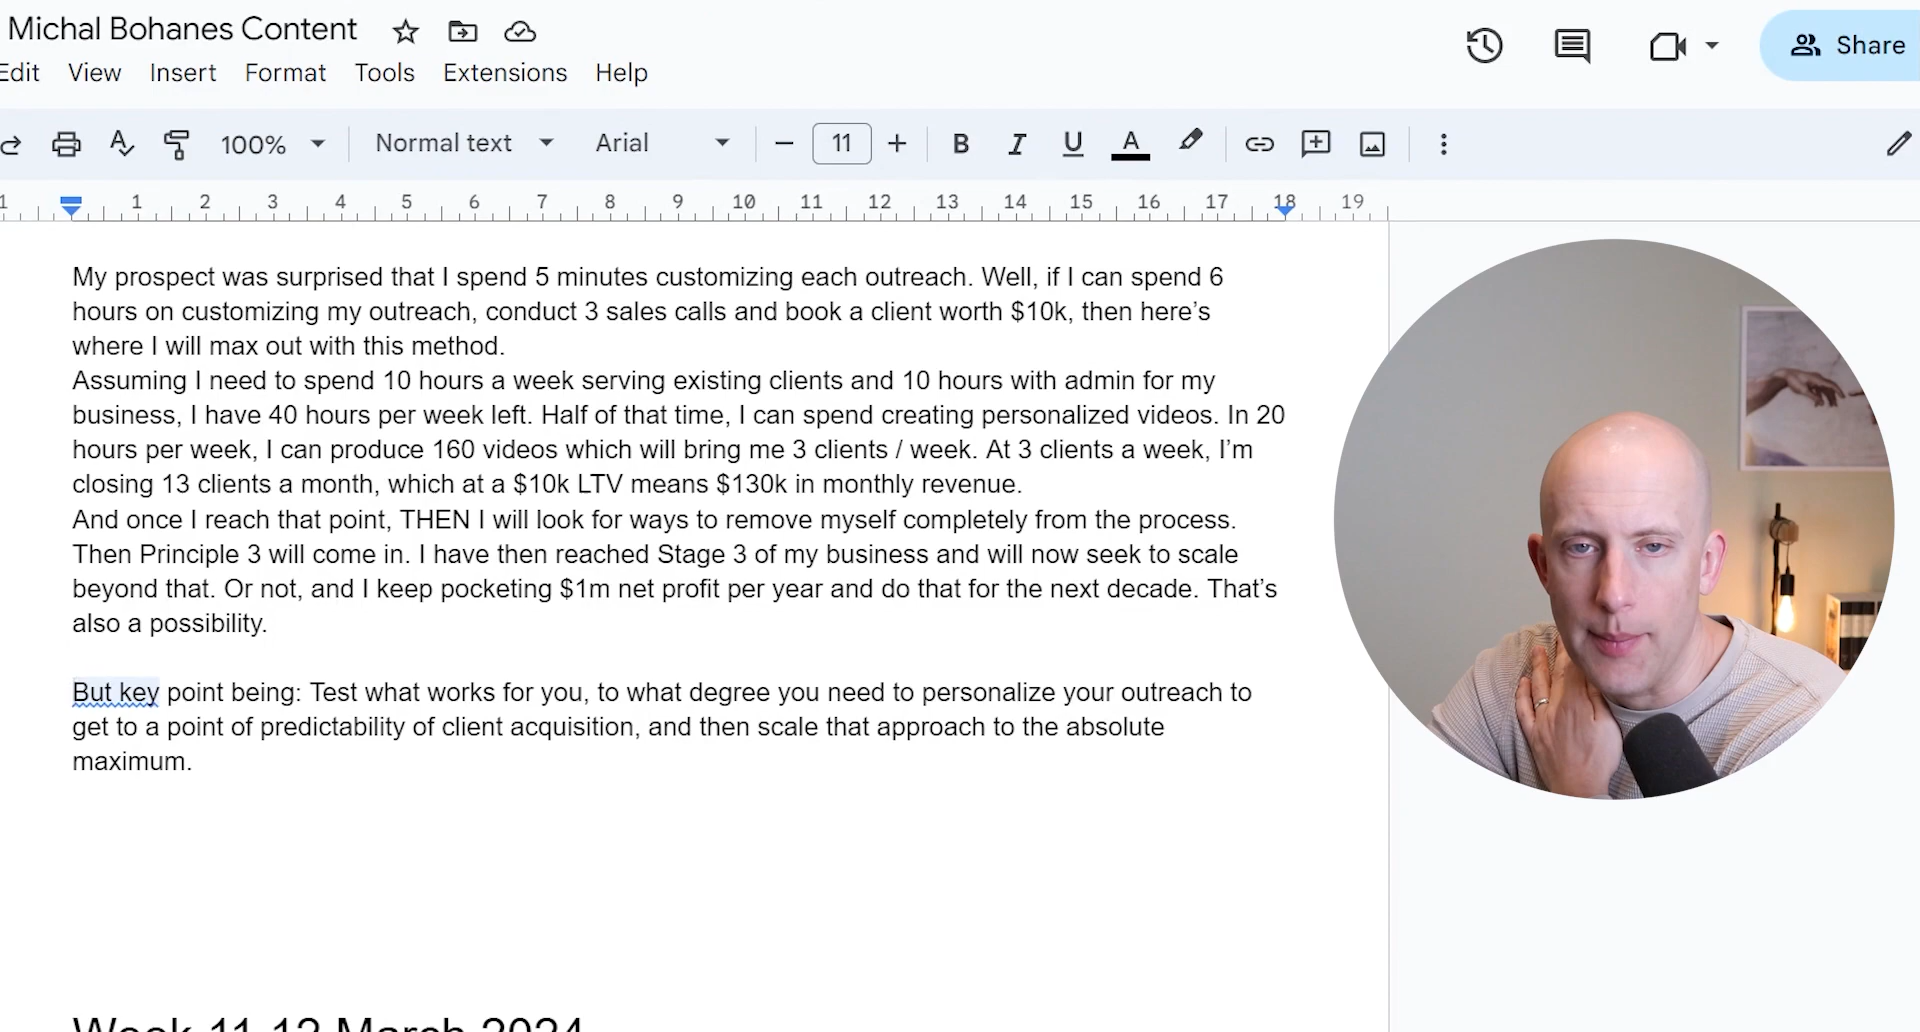 Michal Bohanes Content
Edit View Insert Format Tools Extensions Help
Share
100% Normal text Arial 11 B I U A
1 1 2 3 4 5 6 7 8 9 10 11 12 13 14 15 16 17 18 19
My prospect was surprised that I spend 5 minutes customizing each outreach. Well, if I can spend 6
hours on customizing my outreach, conduct 3 sales calls and book a client worth $10k, then here’s
where I will max out with this method.
Assuming I need to spend 10 hours a week serving existing clients and 10 hours with admin for my
business, I have 40 hours per week left. Half of that time, I can spend creating personalized videos. In 20
hours per week, I can produce 160 videos which will bring me 3 clients / week. At 3 clients a week, I’m
closing 13 clients a month, which at a $10k LTV means $130k in monthly revenue.
And once I reach that point, THEN I will look for ways to remove myself completely from the process.
Then Principle 3 will come in. I have then reached Stage 3 of my business and will now seek to scale
beyond that. Or not, and I keep pocketing $1m net profit per year and do that for the next decade. That’s
also a possibility.
But key point being: Test what works for you, to what degree you need to personalize your outreach to
get to a point of predictability of client acquisition, and then scale that approach to the absolute
maximum.
Week 11-12 March 2024